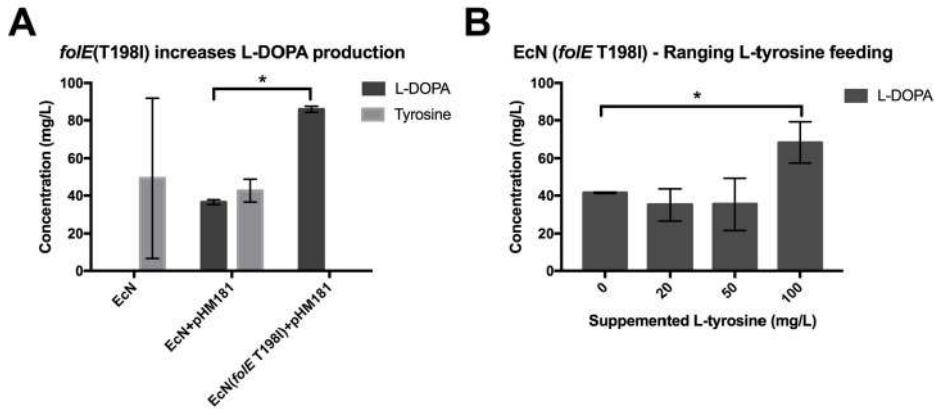 A
folE(T198I) increases L-DOPA production
Concentration (mg/L)
100
80
60
40
20
0
*
L-DOPA
Tyrosine
EcN
EcN+pHM181
EcN(folE T198I)+pHM181
B
EcN (folE T198I) - Ranging L-tyrosine feeding
Concentration (mg/L)
100
80
60
40
20
0
*
L-DOPA
0
20
50
100
Suppemented L-tyrosine (mg/L)